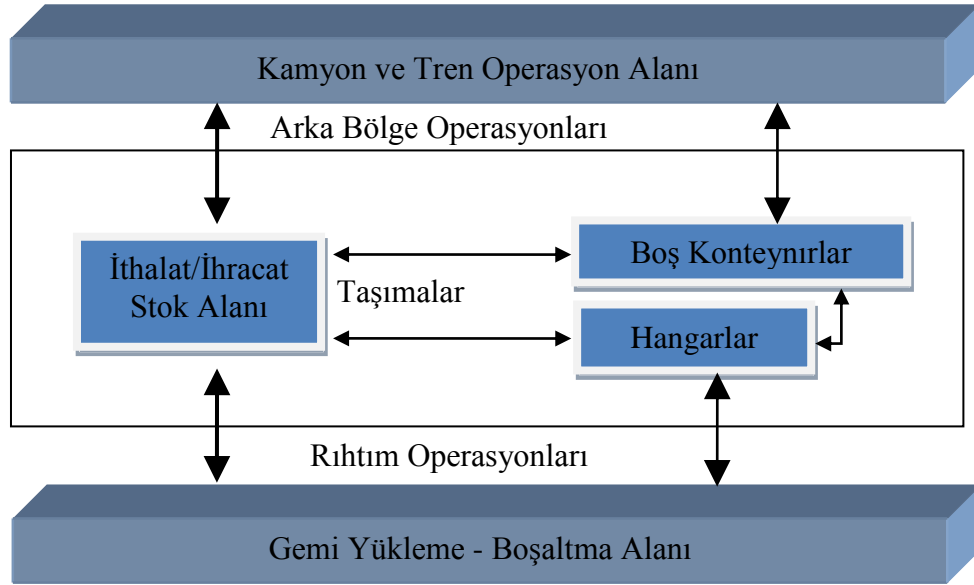 Kamyon ve Tren Operasyon Alanı
Arka Bölge Operasyonları
İthalat/İhracat
Stok Alanı
Taşımalar
Boş Konteynırlar
Hangarlar
Rıhtım Operasyonları
Gemi Yükleme - Boşaltma Alanı